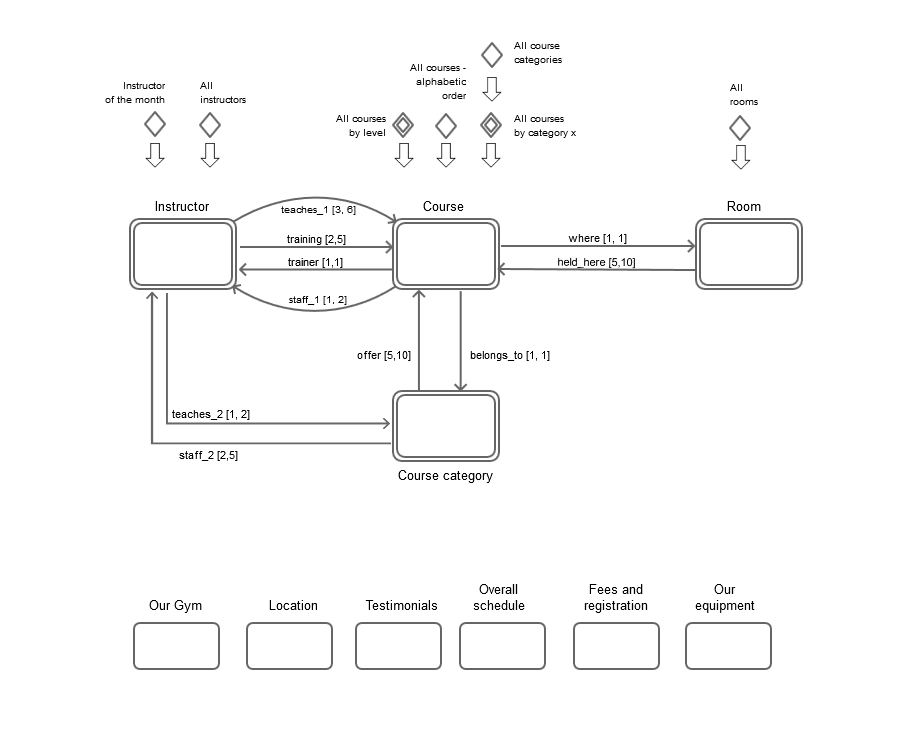 All course
categories
All courses -
alphabetic
order
Instructor
of the month
All
instructors
All courses
by level
All courses
by category x
All
rooms
Instructor
Course
Room
teaches_1 [3, 6]
training [2,5]
trainer [1,1]
staff_1 [1, 2]
where [1, 1]
held_here [5,10]
offer [5,10]
belongs_to [1, 1]
teaches_2 [1, 2]
staff_2 [2,5]
Course category
Our Gym
Location
Testimonials
Overall
schedule
Fees and
registration
Our
equipment